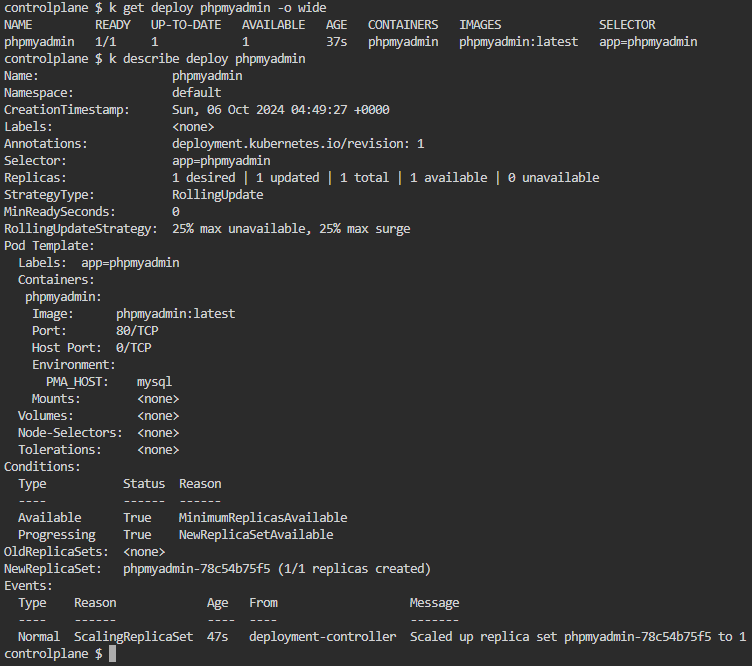 controlplane $ k get deploy phpmyadmin -o wide
NAME         READY   UP-TO-DATE   AVAILABLE   AGE   CONTAINERS   IMAGES              SELECTOR
phpmyadmin   1/1     1            1           37s   phpmyadmin   phpmyadmin:latest   app=phpmyadmin
controlplane $ k describe deploy phpmyadmin
Name:                   phpmyadmin
Namespace:              default
CreationTimestamp:      Sun, 06 Oct 2024 04:49:27 +0000
Labels:                 <none>
Annotations:            deployment.kubernetes.io/revision: 1
Selector:               app=phpmyadmin
Replicas:               1 desired | 1 updated | 1 total | 1 available | 0 unavailable
StrategyType:           RollingUpdate
MinReadySeconds:        0
RollingUpdateStrategy:  25% max unavailable, 25% max surge
Pod Template:
  Labels:  app=phpmyadmin
  Containers:
   phpmyadmin:
    Image:      phpmyadmin:latest
    Port:       80/TCP
    Host Port:  0/TCP
    Environment:
      PMA_HOST:    mysql
    Mounts:        <none>
  Volumes:         <none>
  Node-Selectors:  <none>
  Tolerations:     <none>
Conditions:
  Type           Status  Reason
  ----           ------  ------
  Available      True    MinimumReplicasAvailable
  Progressing    True    NewReplicaSetAvailable
OldReplicaSets:  <none>
NewReplicaSet:   phpmyadmin-78c54b75f5 (1/1 replicas created)
Events:
  Type    Reason             Age   From                   Message
  ----    ------             ----  ----                   -------
  Normal  ScalingReplicaSet  47s   deployment-controller  Scaled up replica set phpmyadmin-78c54b75f5 to 1
controlplane $